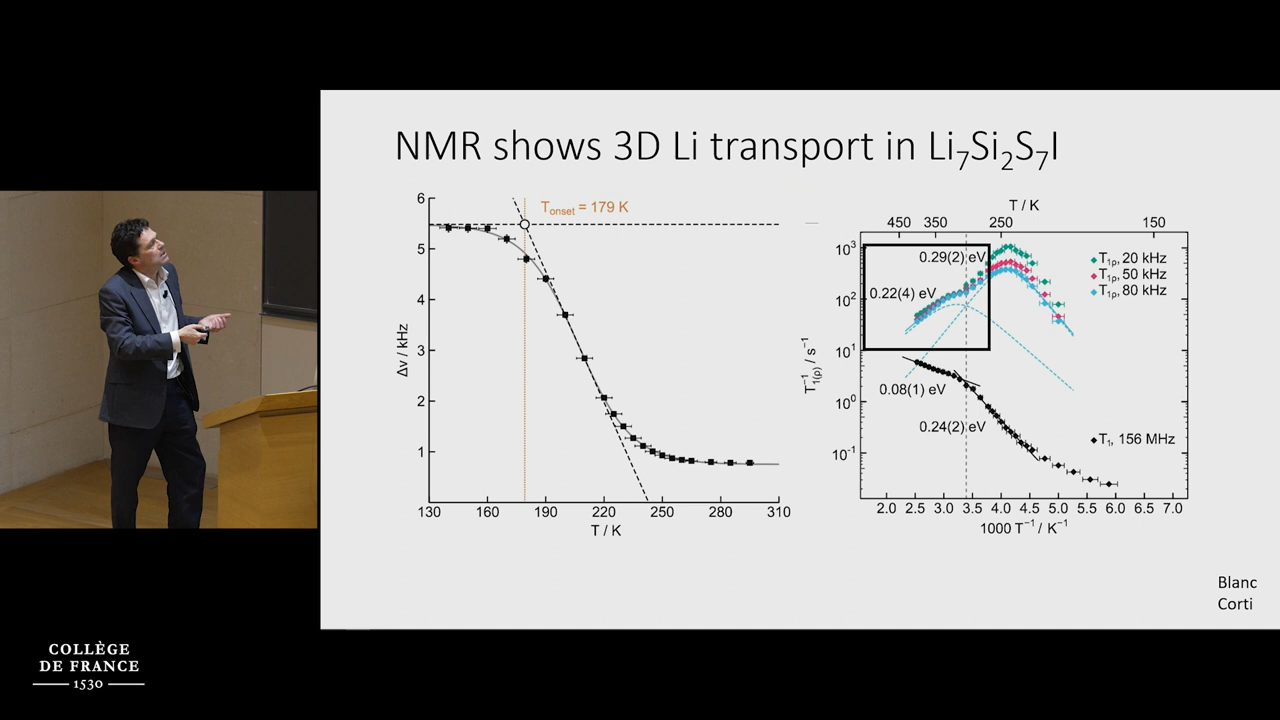 NMR shows 3D Li transport in Li₇Si₂S₇I
T_onset = 179 K
6
5
4
3
2
1
Δν / kHz
130 160 190 220 250 280 310
T / K
T / K
450 350 250 150
10³
10²
10¹
10⁰
10⁻¹
T⁻¹₁₍ρ₎ / s⁻¹
0.29(2) eV
0.22(4) eV
0.08(1) eV
0.24(2) eV
T₁ρ, 20 kHz
T₁ρ, 50 kHz
T₁ρ, 80 kHz
T₁, 156 MHz
2.0 2.5 3.0 3.5 4.0 4.5 5.0 5.5 6.0 6.5 7.0
1000 T⁻¹ / K⁻¹
Blanc
Corti
COLLÈGE
DE FRANCE
1530